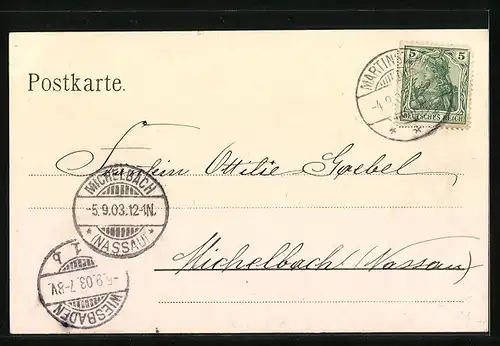 5 5
DEUTSCHES REICH
Postkarte.
Fräulein Ottilie Goebel
MICHELBACH
-5.9.03.12-1N.
* (NASSAU) *
Michelbach (Nassau)
-5.9.03.7-8V.
WIESBADEN